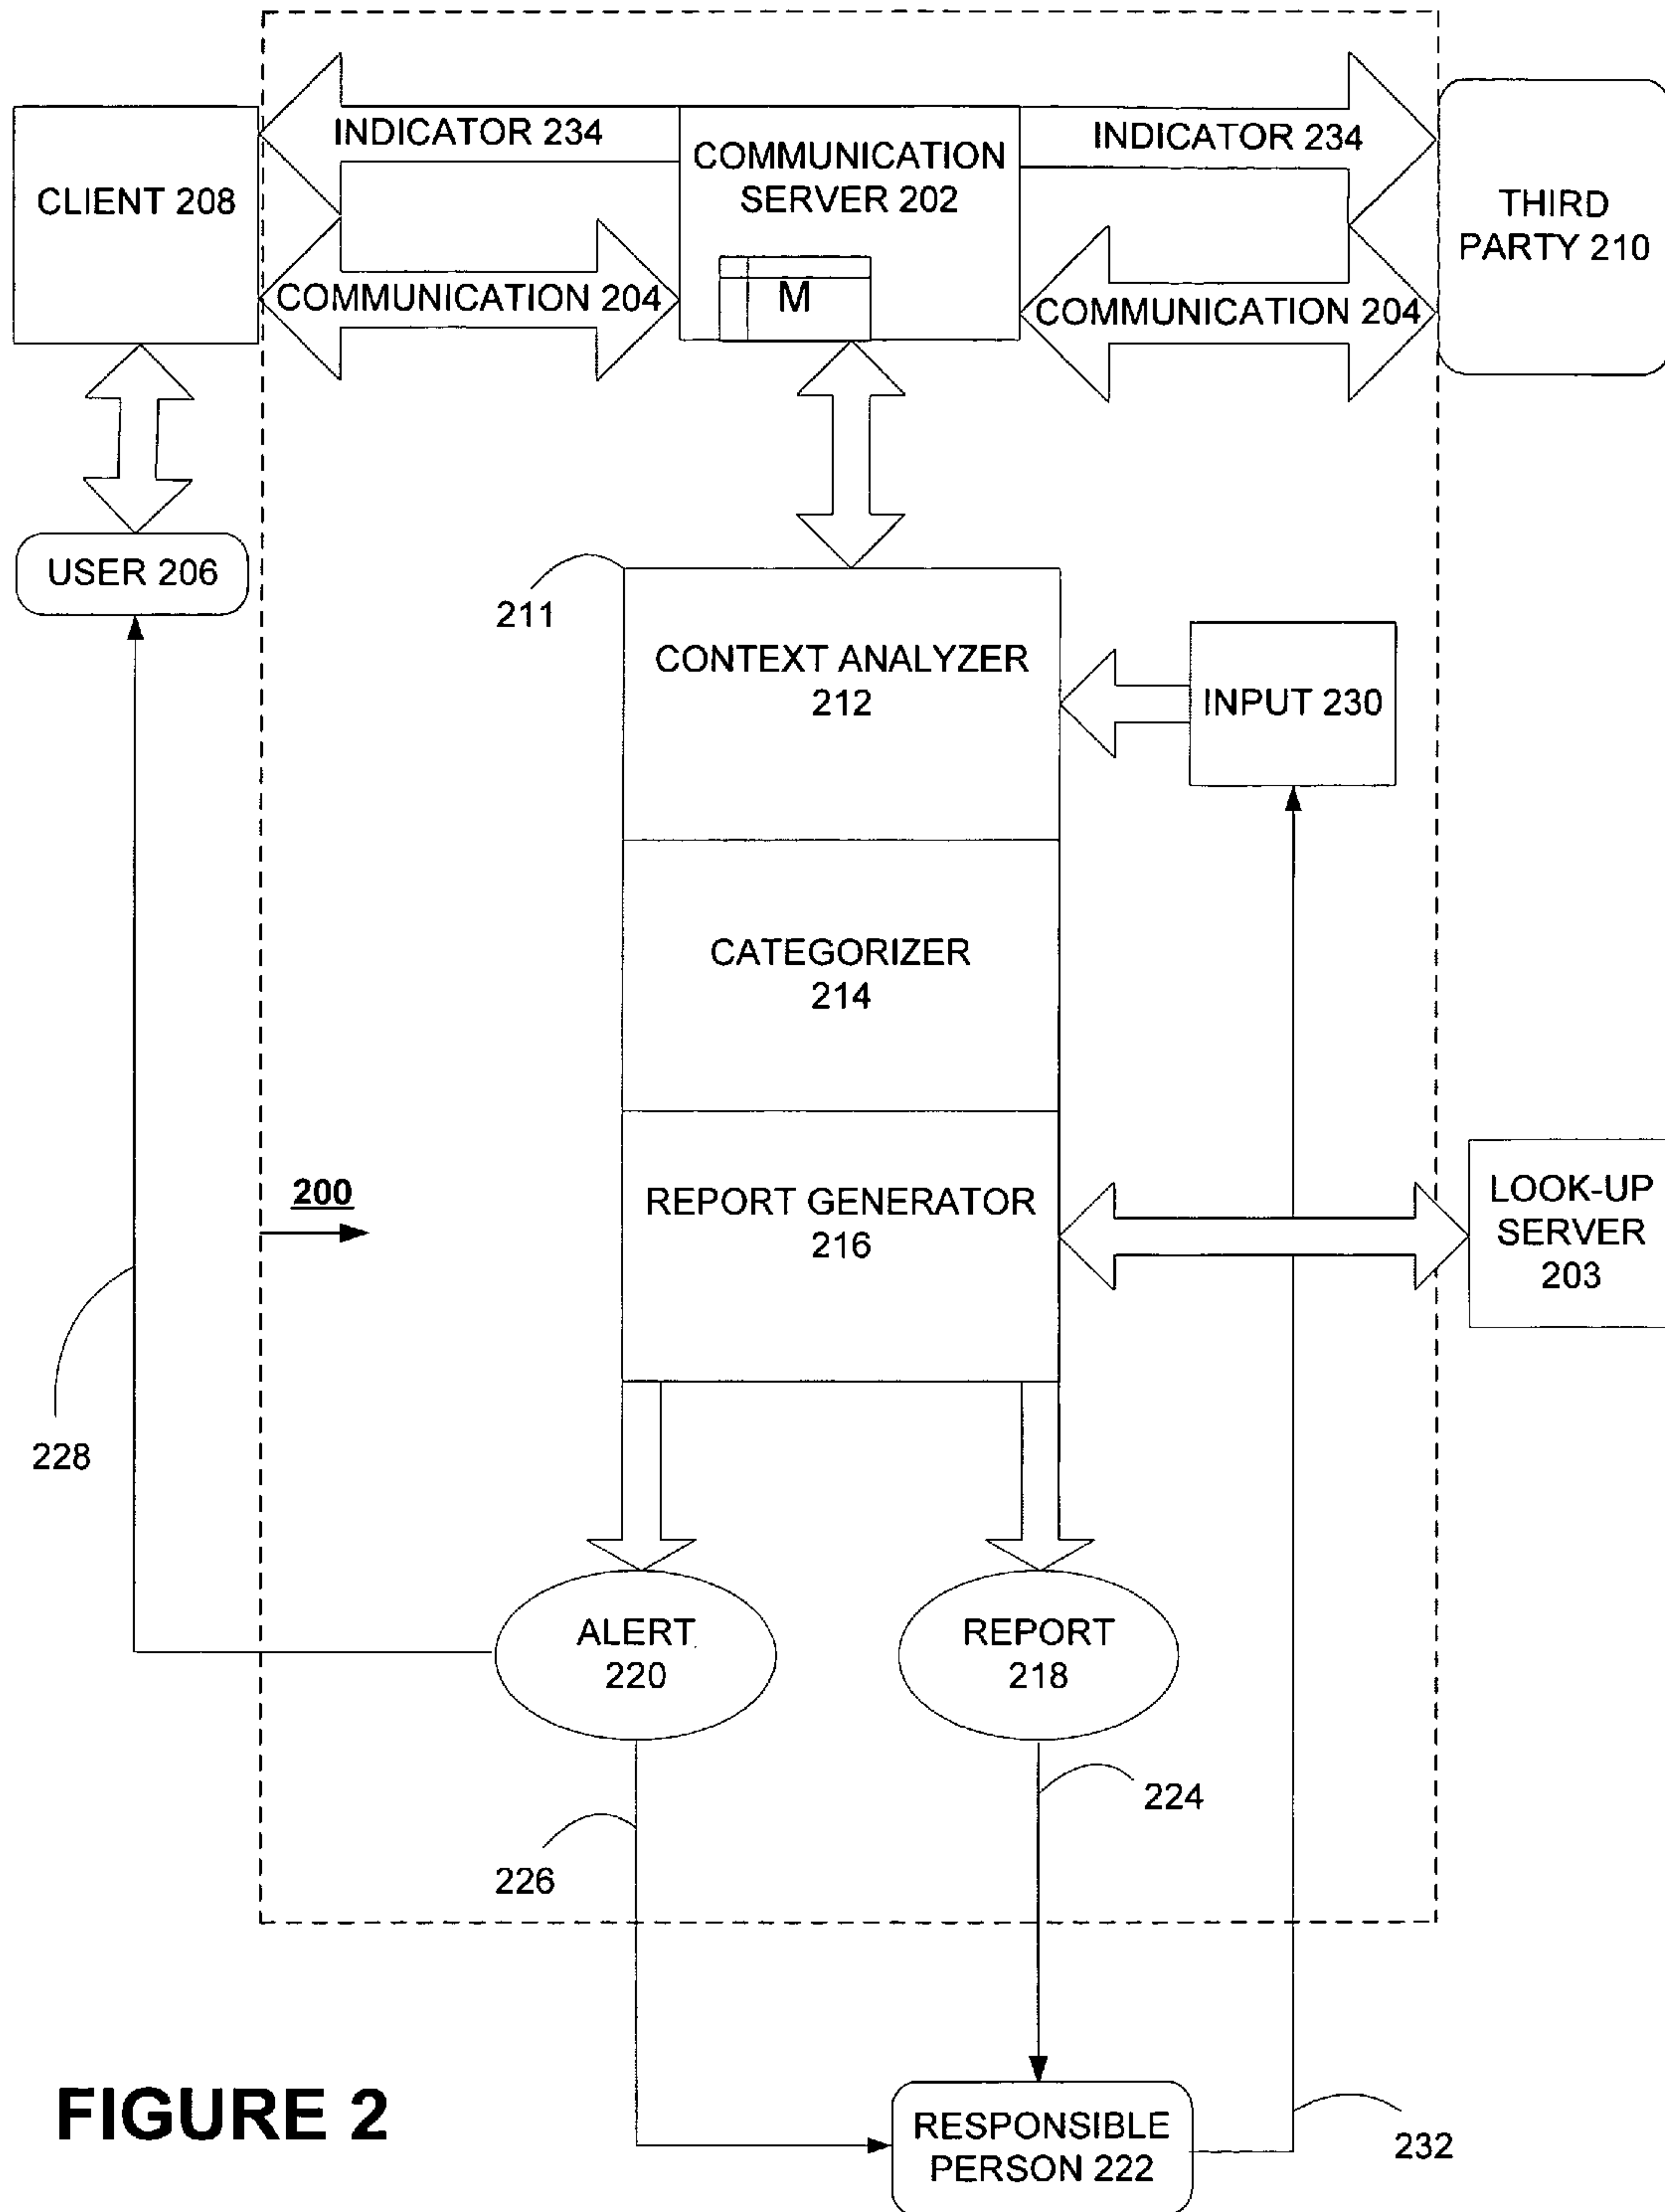 INDICATOR 234
INDICATOR 234
CLIENT 208
COMMUNICATION
SERVER 202
THIRD
PARTY 210
M
COMMUNICATION 204
COMMUNICATION 204
USER 206
211
CONTEXT ANALYZER
212
INPUT 230
CATEGORIZER
214
200
REPORT GENERATOR
216
LOOK-UP
SERVER
203
228
ALERT
220
REPORT
218
224
226
FIGURE 2
RESPONSIBLE
PERSON 222
232